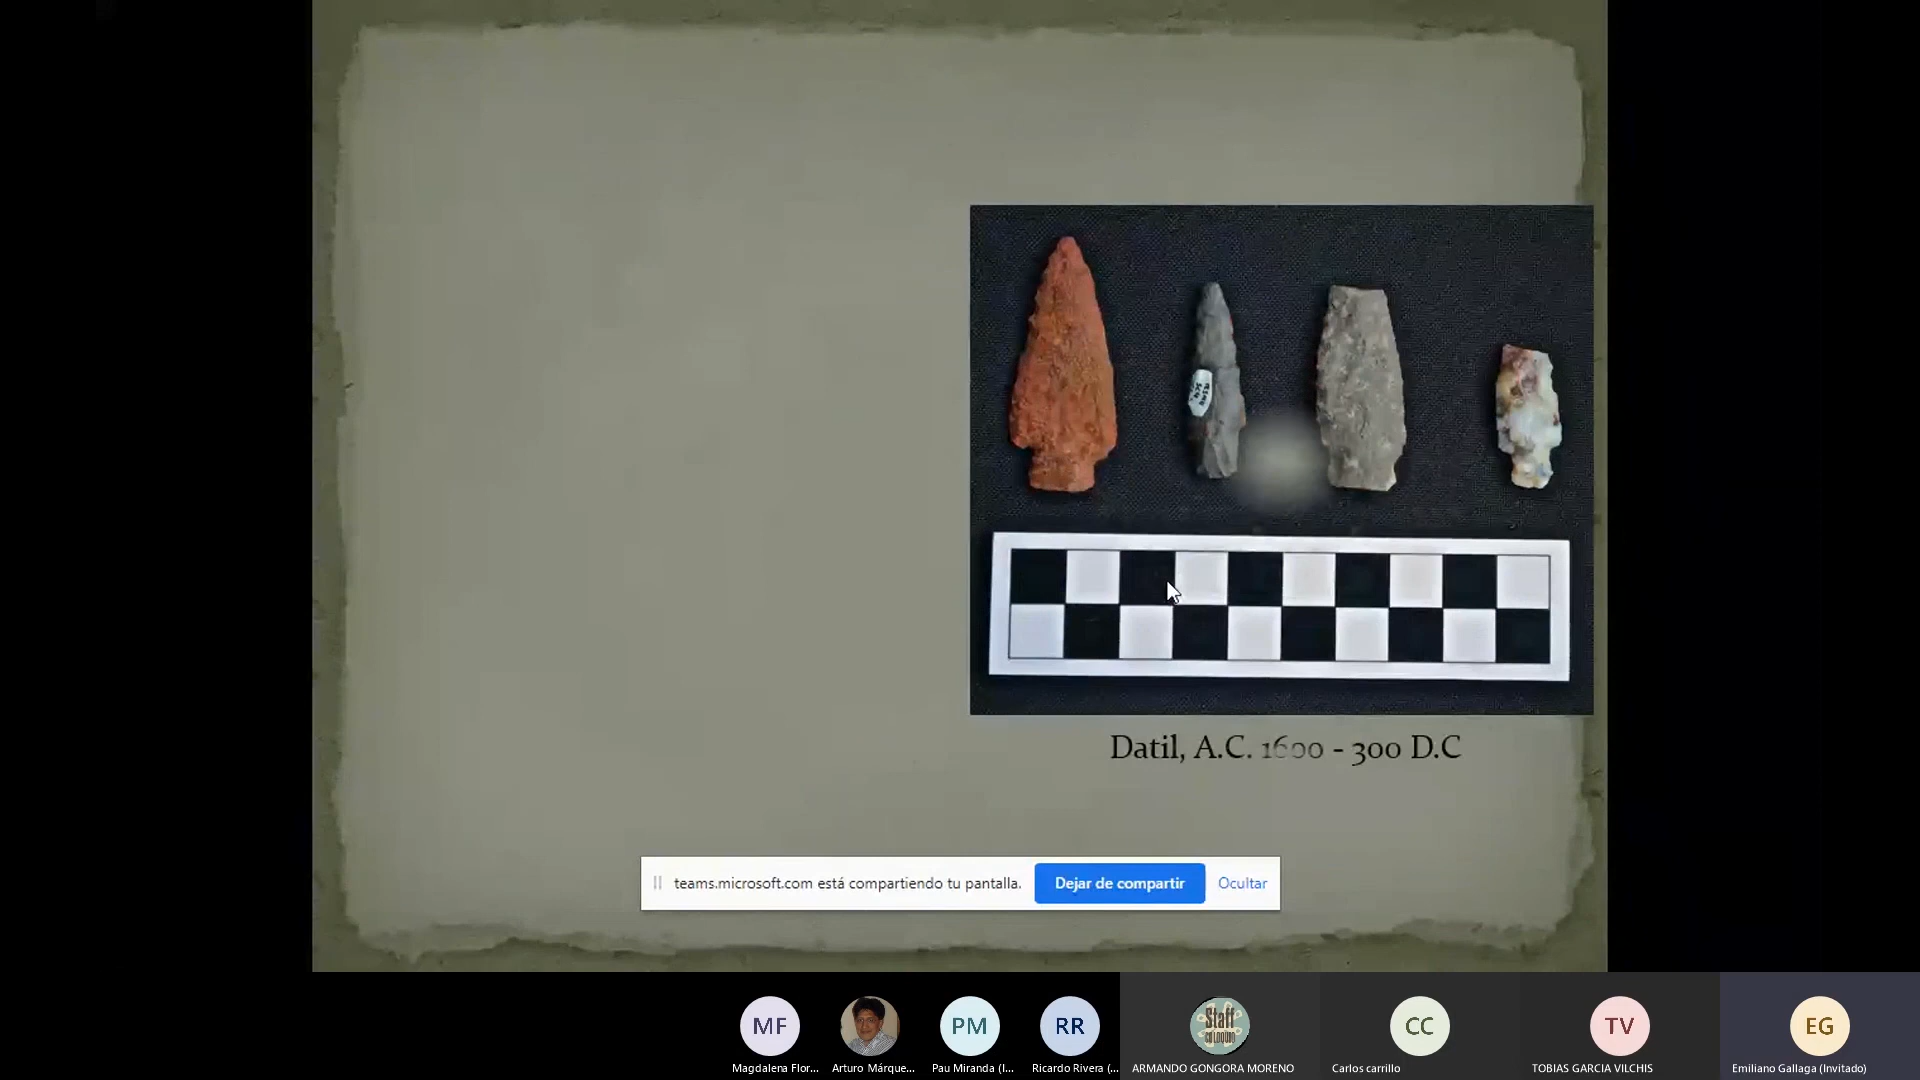 Datil, A.C. 1600 - 300 D.C
teams.microsoft.com está compartiendo tu pantalla.
Dejar de compartir
Ocultar
MF
PM
RR
Staff
COLOQUIO
CC
TV
EG
Magdalena Flor...
Arturo Márque...
Pau Miranda (I...
Ricardo Rivera (...
ARMANDO GONGORA MORENO
Carlos carrillo
TOBIAS GARCIA VILCHIS
Emiliano Gallaga (Invitado)